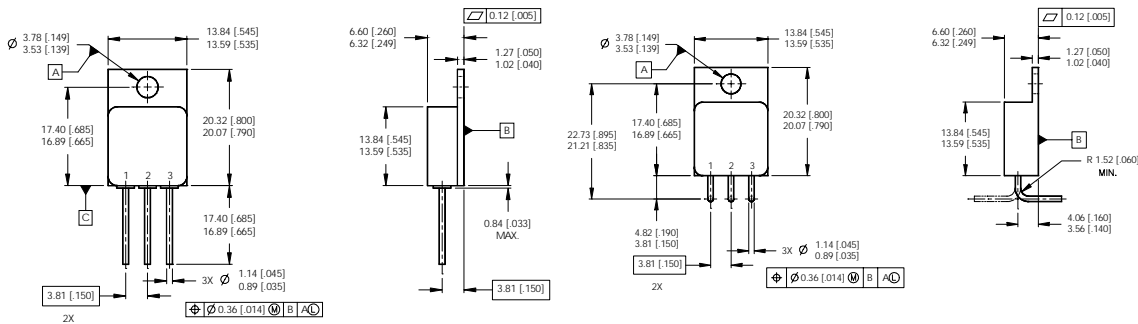 Ø 3.78 [.149]
3.53 [.139]
13.84 [.545]
13.59 [.535]
A
17.40 [.685]
16.89 [.665]
20.32 [.800]
20.07 [.790]
1 2 3
C
17.40 [.685]
16.89 [.665]
3X Ø 1.14 [.045]
0.89 [.035]
3.81 [.150]
2X
⌖ Ø 0.36 [.014] Ⓜ B A Ⓛ
⏥ 0.12 [.005]
6.60 [.260]
6.32 [.249]
1.27 [.050]
1.02 [.040]
13.84 [.545]
13.59 [.535]
B
0.84 [.033]
MAX.
3.81 [.150]
Ø 3.78 [.149]
3.53 [.139]
13.84 [.545]
13.59 [.535]
A
22.73 [.895]
21.21 [.835]
17.40 [.685]
16.89 [.665]
20.32 [.800]
20.07 [.790]
1 2 3
4.82 [.190]
3.81 [.150]
3.81 [.150]
2X
3X Ø 1.14 [.045]
0.89 [.035]
⌖ Ø 0.36 [.014] Ⓜ B A Ⓛ
⏥ 0.12 [.005]
6.60 [.260]
6.32 [.249]
1.27 [.050]
1.02 [.040]
13.84 [.545]
13.59 [.535]
B
R 1.52 [.060]
MIN.
4.06 [.160]
3.56 [.140]